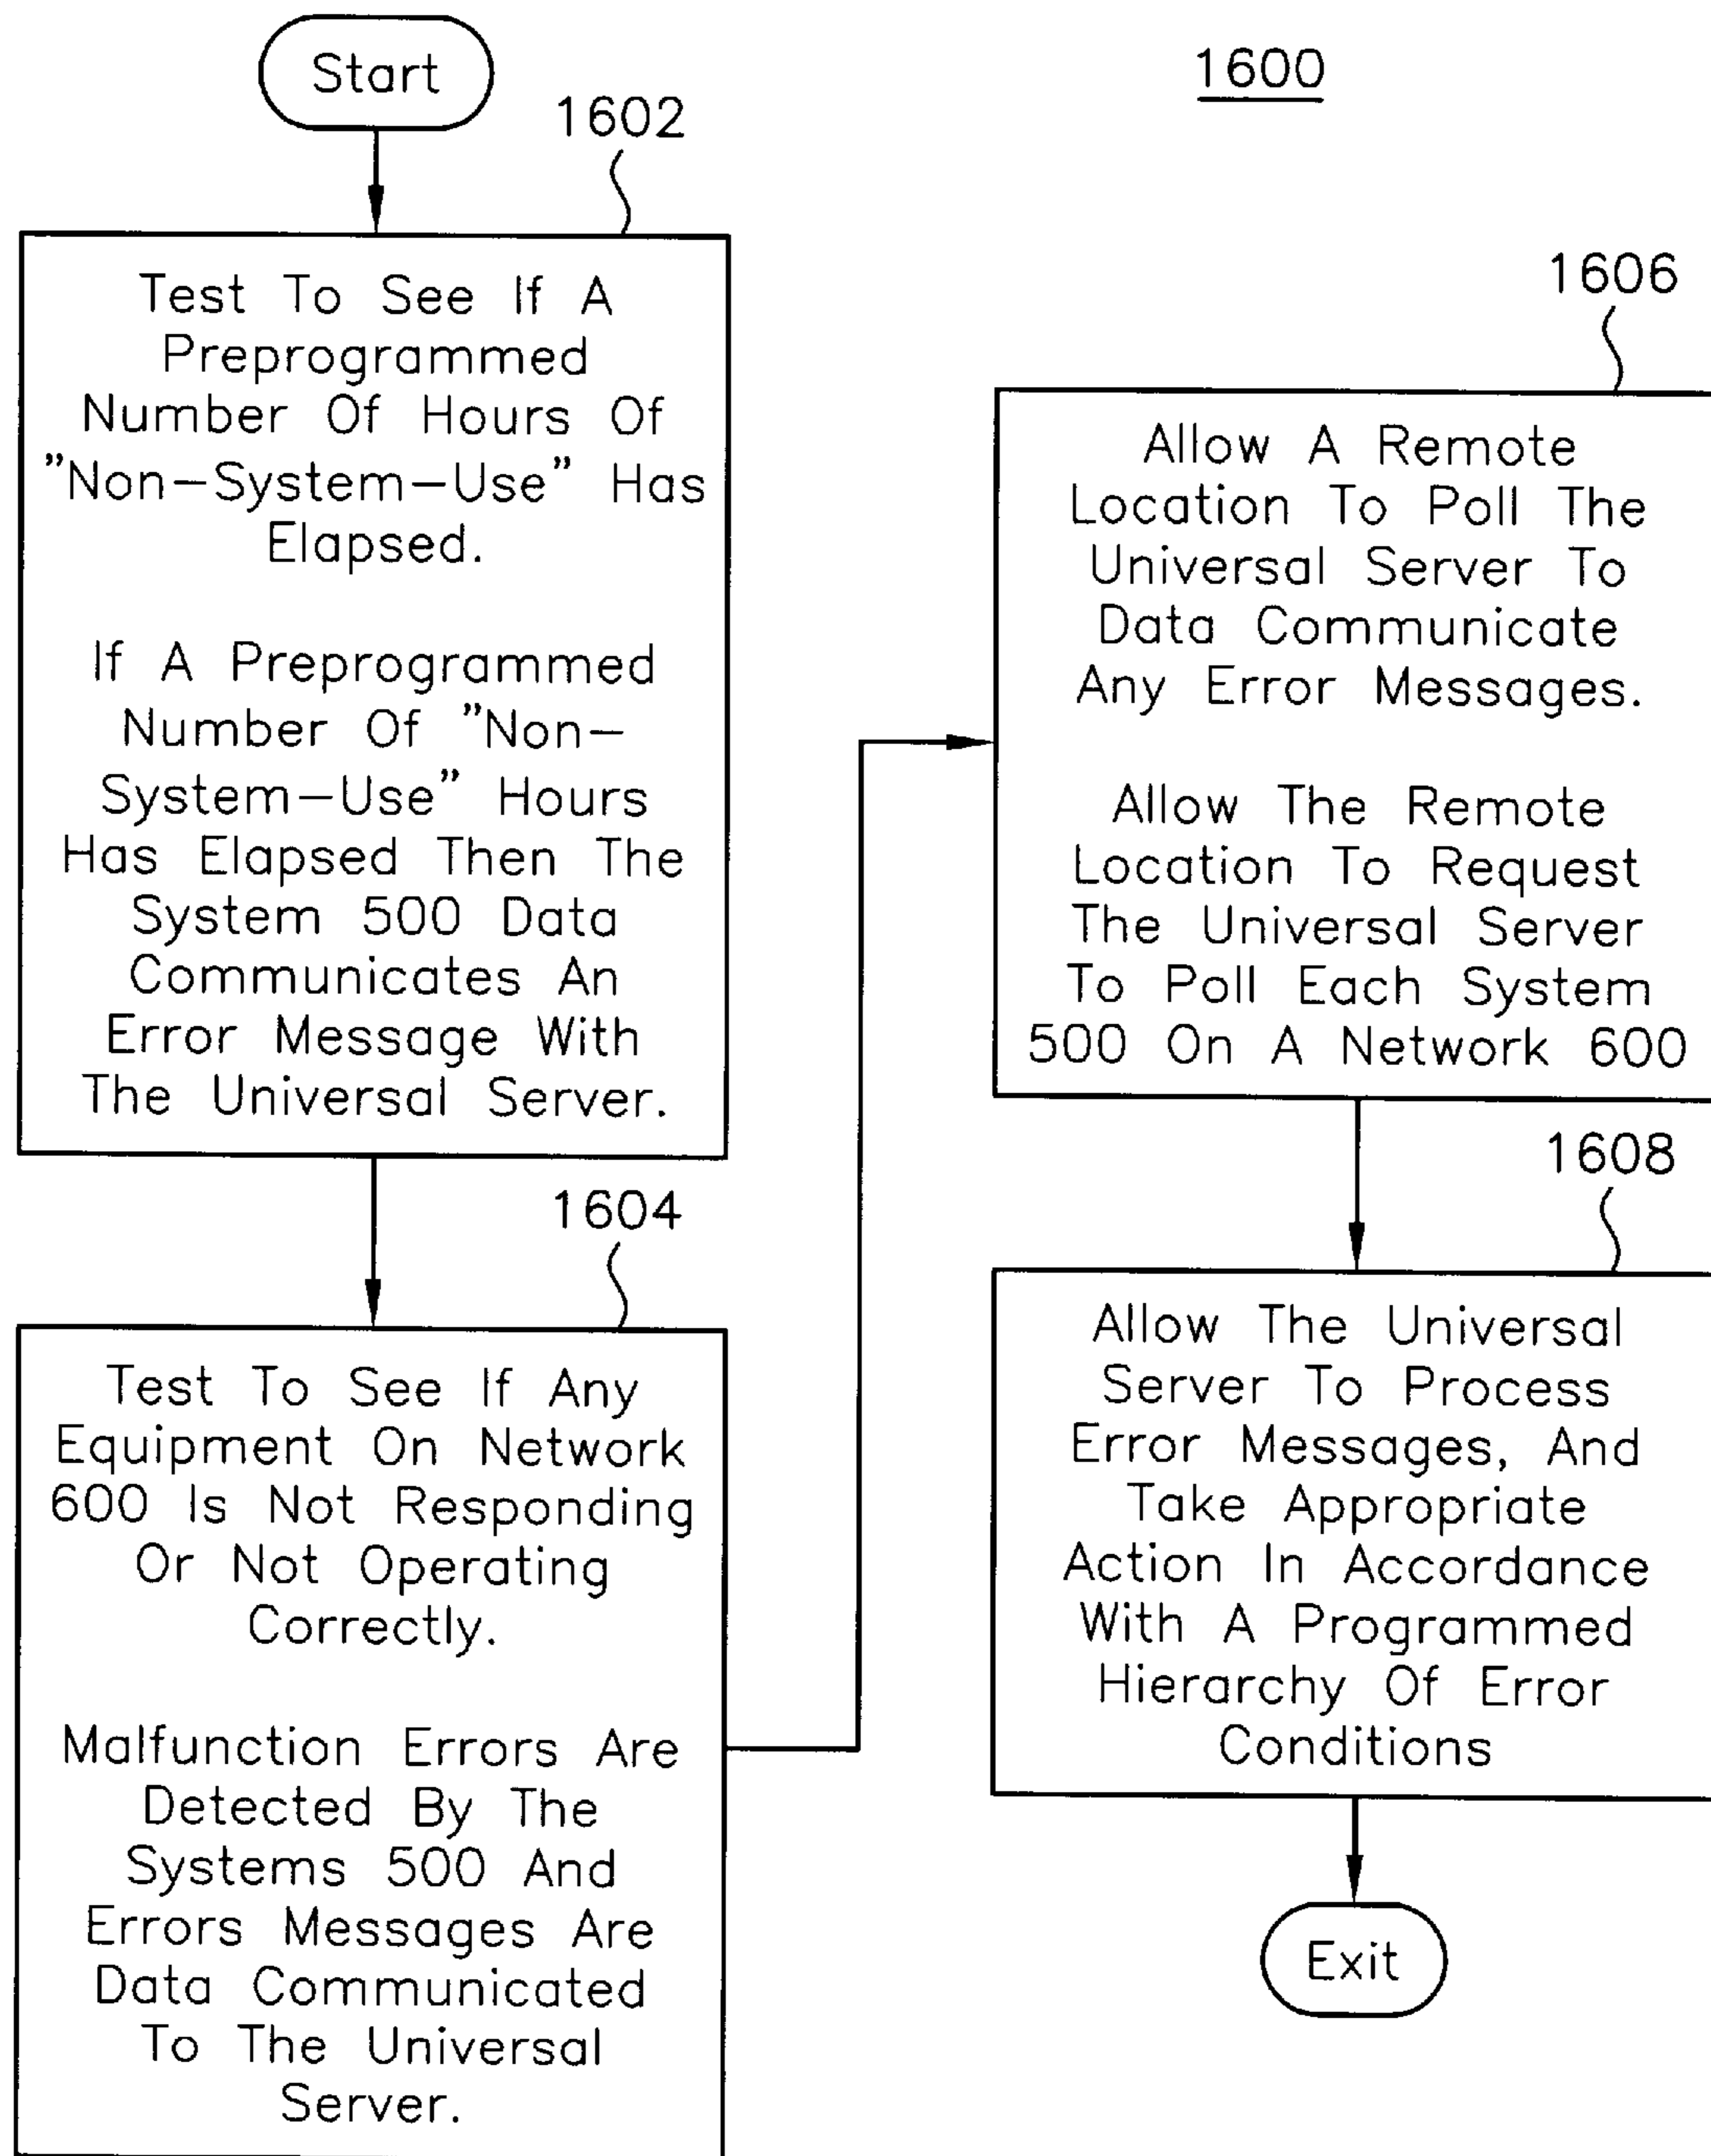 Start
1600
1602
Test To See If A
Preprogrammed
Number Of Hours Of
"Non-System-Use" Has
Elapsed.
If A Preprogrammed
Number Of "Non-
System-Use" Hours
Has Elapsed Then The
System 500 Data
Communicates An
Error Message With
The Universal Server.
1604
Test To See If Any
Equipment On Network
600 Is Not Responding
Or Not Operating
Correctly.
Malfunction Errors Are
Detected By The
Systems 500 And
Errors Messages Are
Data Communicated
To The Universal
Server.
1606
Allow A Remote
Location To Poll The
Universal Server To
Data Communicate
Any Error Messages.
Allow The Remote
Location To Request
The Universal Server
To Poll Each System
500 On A Network 600
1608
Allow The Universal
Server To Process
Error Messages, And
Take Appropriate
Action In Accordance
With A Programmed
Hierarchy Of Error
Conditions
Exit